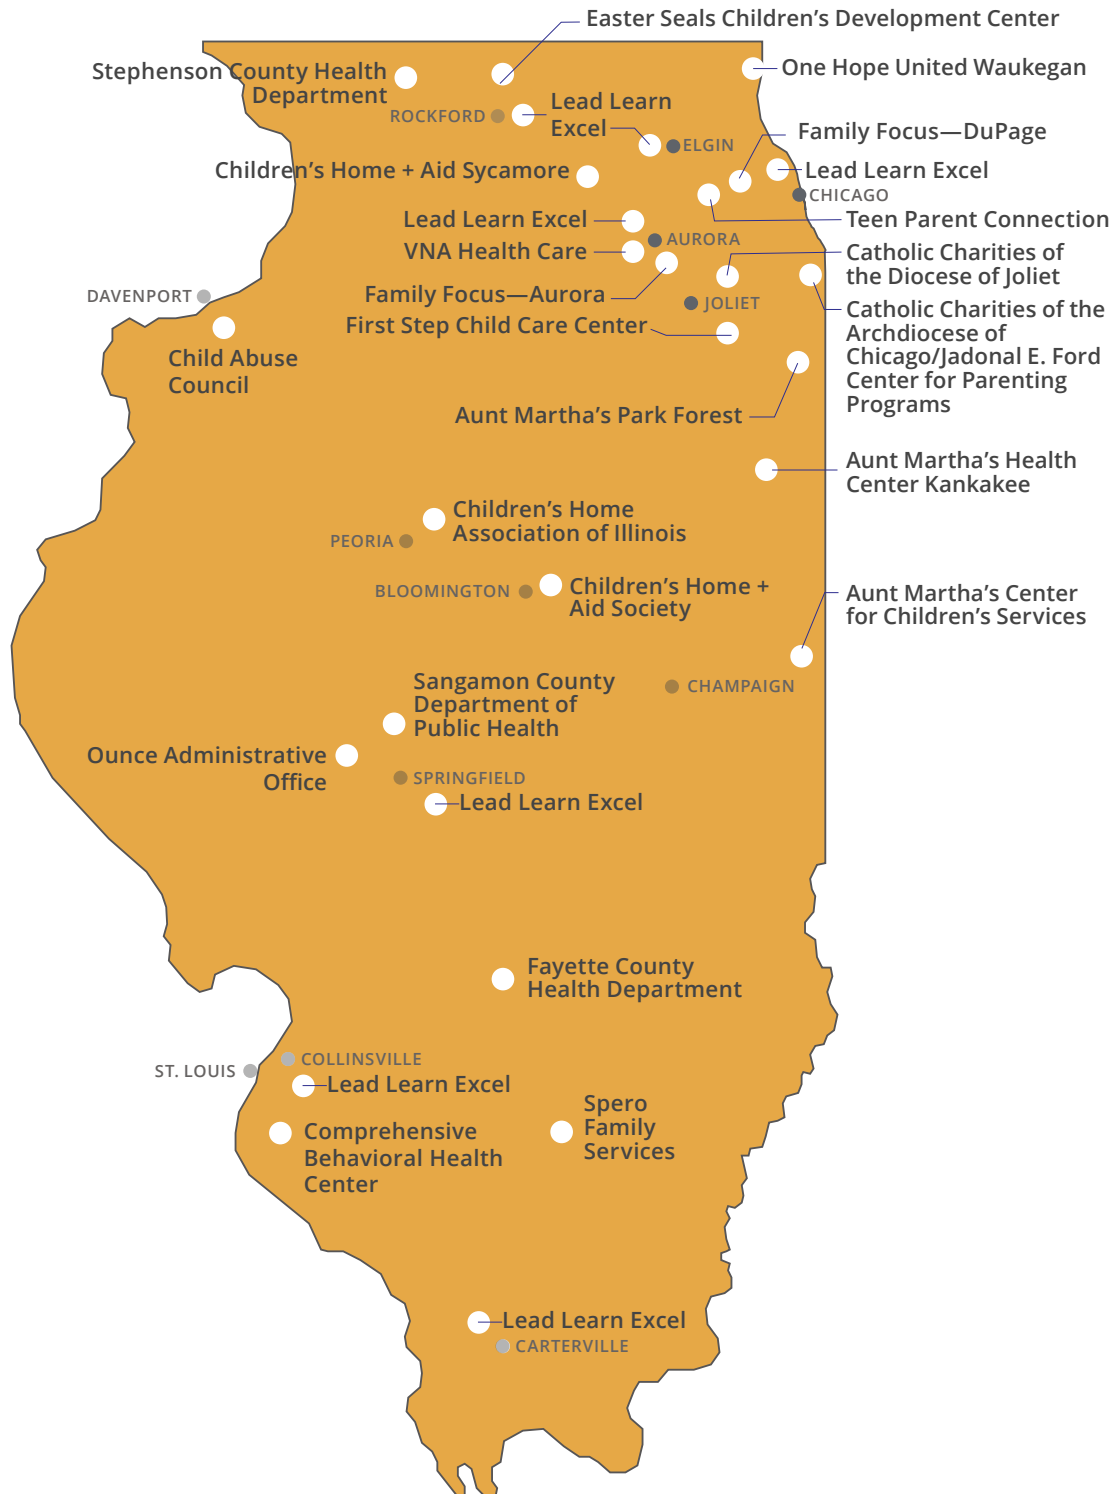 Easter Seals Children’s Development Center
Stephenson County Health
Department
One Hope United Waukegan
ROCKFORD
Lead Learn
Excel
ELGIN
Family Focus—DuPage
Children’s Home + Aid Sycamore
Lead Learn Excel
CHICAGO
Lead Learn Excel
Teen Parent Connection
AURORA
VNA Health Care
Catholic Charities of
the Diocese of Joliet
DAVENPORT
Family Focus—Aurora
JOLIET
First Step Child Care Center
Catholic Charities of the
Archdiocese of
Chicago/Jadonal E. Ford
Center for Parenting
Programs
Child Abuse
Council
Aunt Martha’s Park Forest
Aunt Martha’s Health
Center Kankakee
Children’s Home
Association of Illinois
PEORIA
BLOOMINGTON
Children’s Home +
Aid Society
Aunt Martha’s Center
for Children’s Services
CHAMPAIGN
Sangamon County
Department of
Public Health
Ounce Administrative
Office
SPRINGFIELD
Lead Learn Excel
Fayette County
Health Department
COLLINSVILLE
ST. LOUIS
Lead Learn Excel
Comprehensive
Behavioral Health
Center
Spero
Family
Services
Lead Learn Excel
CARTERVILLE